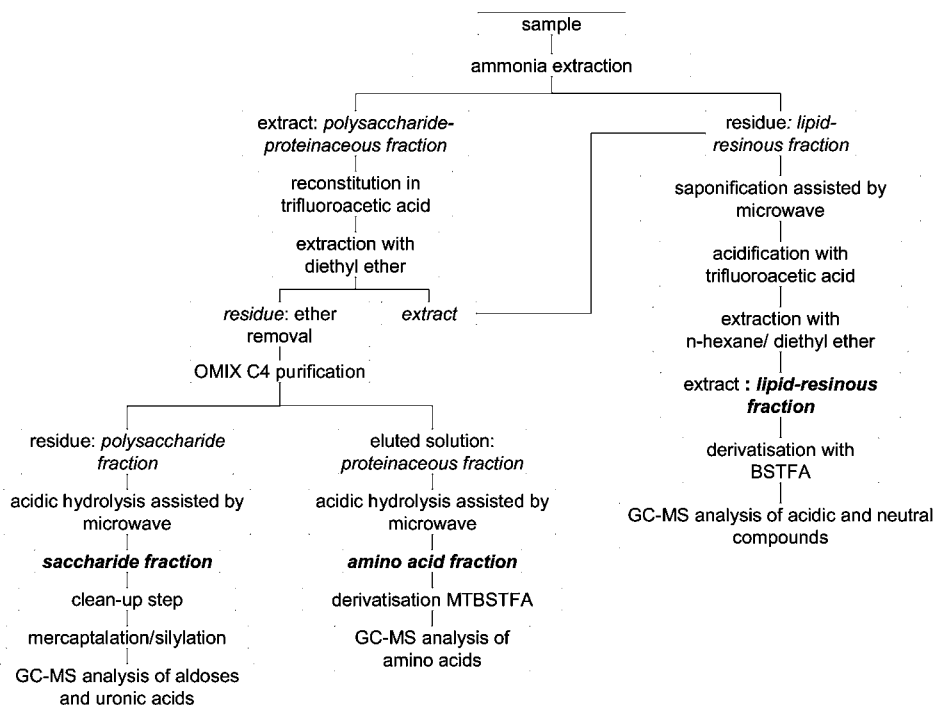 sample
ammonia extraction
extract: polysaccharide-
proteinaceous fraction
reconstitution in
trifluoroacetic acid
extraction with
diethyl ether
residue: ether
removal
extract
OMIX C4 purification
residue: polysaccharide
fraction
acidic hydrolysis assisted by
microwave
saccharide fraction
clean-up step
mercaptalation/silylation
GC-MS analysis of aldoses
and uronic acids
eluted solution:
proteinaceous fraction
acidic hydrolysis assisted by
microwave
amino acid fraction
derivatisation MTBSTFA
GC-MS analysis of
amino acids
residue: lipid-
resinous fraction
saponification assisted by
microwave
acidification with
trifluoroacetic acid
extraction with
n-hexane/ diethyl ether
extract : lipid-resinous
fraction
derivatisation with
BSTFA
GC-MS analysis of acidic and neutral
compounds